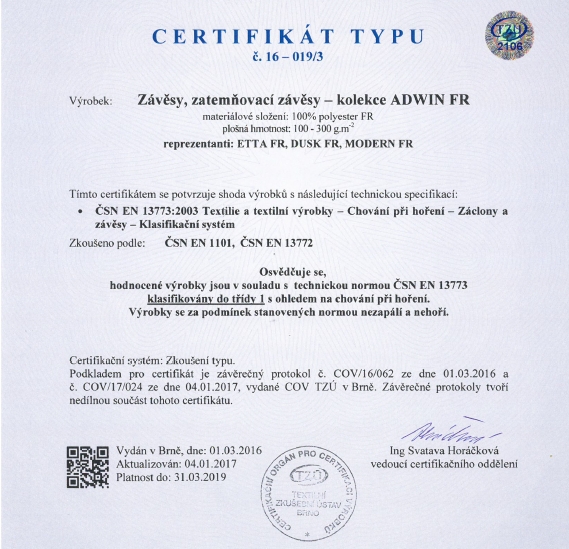 CERTIFIKÁT TYPU
č. 16 – 019/3
TZÚ
2106
Výrobek: Závěsy, zatemňovací závěsy – kolekce ADWIN FR
materiálové složení: 100% polyester FR
plošná hmotnost: 100 - 300 g.m-2
reprezentanti: ETTA FR, DUSK FR, MODERN FR
Tímto certifikátem se potvrzuje shoda výrobků s následující technickou specifikací:
• ČSN EN 13773:2003 Textilie a textilní výrobky – Chování při hoření – Záclony a
závěsy – Klasifikační systém
Zkoušeno podle: ČSN EN 1101, ČSN EN 13772
Osvědčuje se,
hodnocené výrobky jsou v souladu s technickou normou ČSN EN 13773
klasifikovány do třídy 1 s ohledem na chování při hoření.
Výrobky se za podmínek stanovených normou nezapálí a nehoří.
Certifikační systém: Zkoušení typu.
Podkladem pro certifikát je závěrečný protokol č. COV/16/062 ze dne 01.03.2016 a
č. COV/17/024 ze dne 04.01.2017, vydané COV TZÚ v Brně. Závěrečné protokoly tvoří
nedílnou součást tohoto certifikátu.
Vydán v Brně, dne: 01.03.2016
Aktualizován: 04.01.2017
Platnost do: 31.03.2019
CERTIFIKAČNÍ ORGÁN PRO CERTIFIKACI VÝROBKŮ
TZÚ
TEXTILNÍ
ZKUŠEBNÍ ÚSTAV
BRNO
Ing Svatava Horáčková
vedoucí certifikačního oddělení